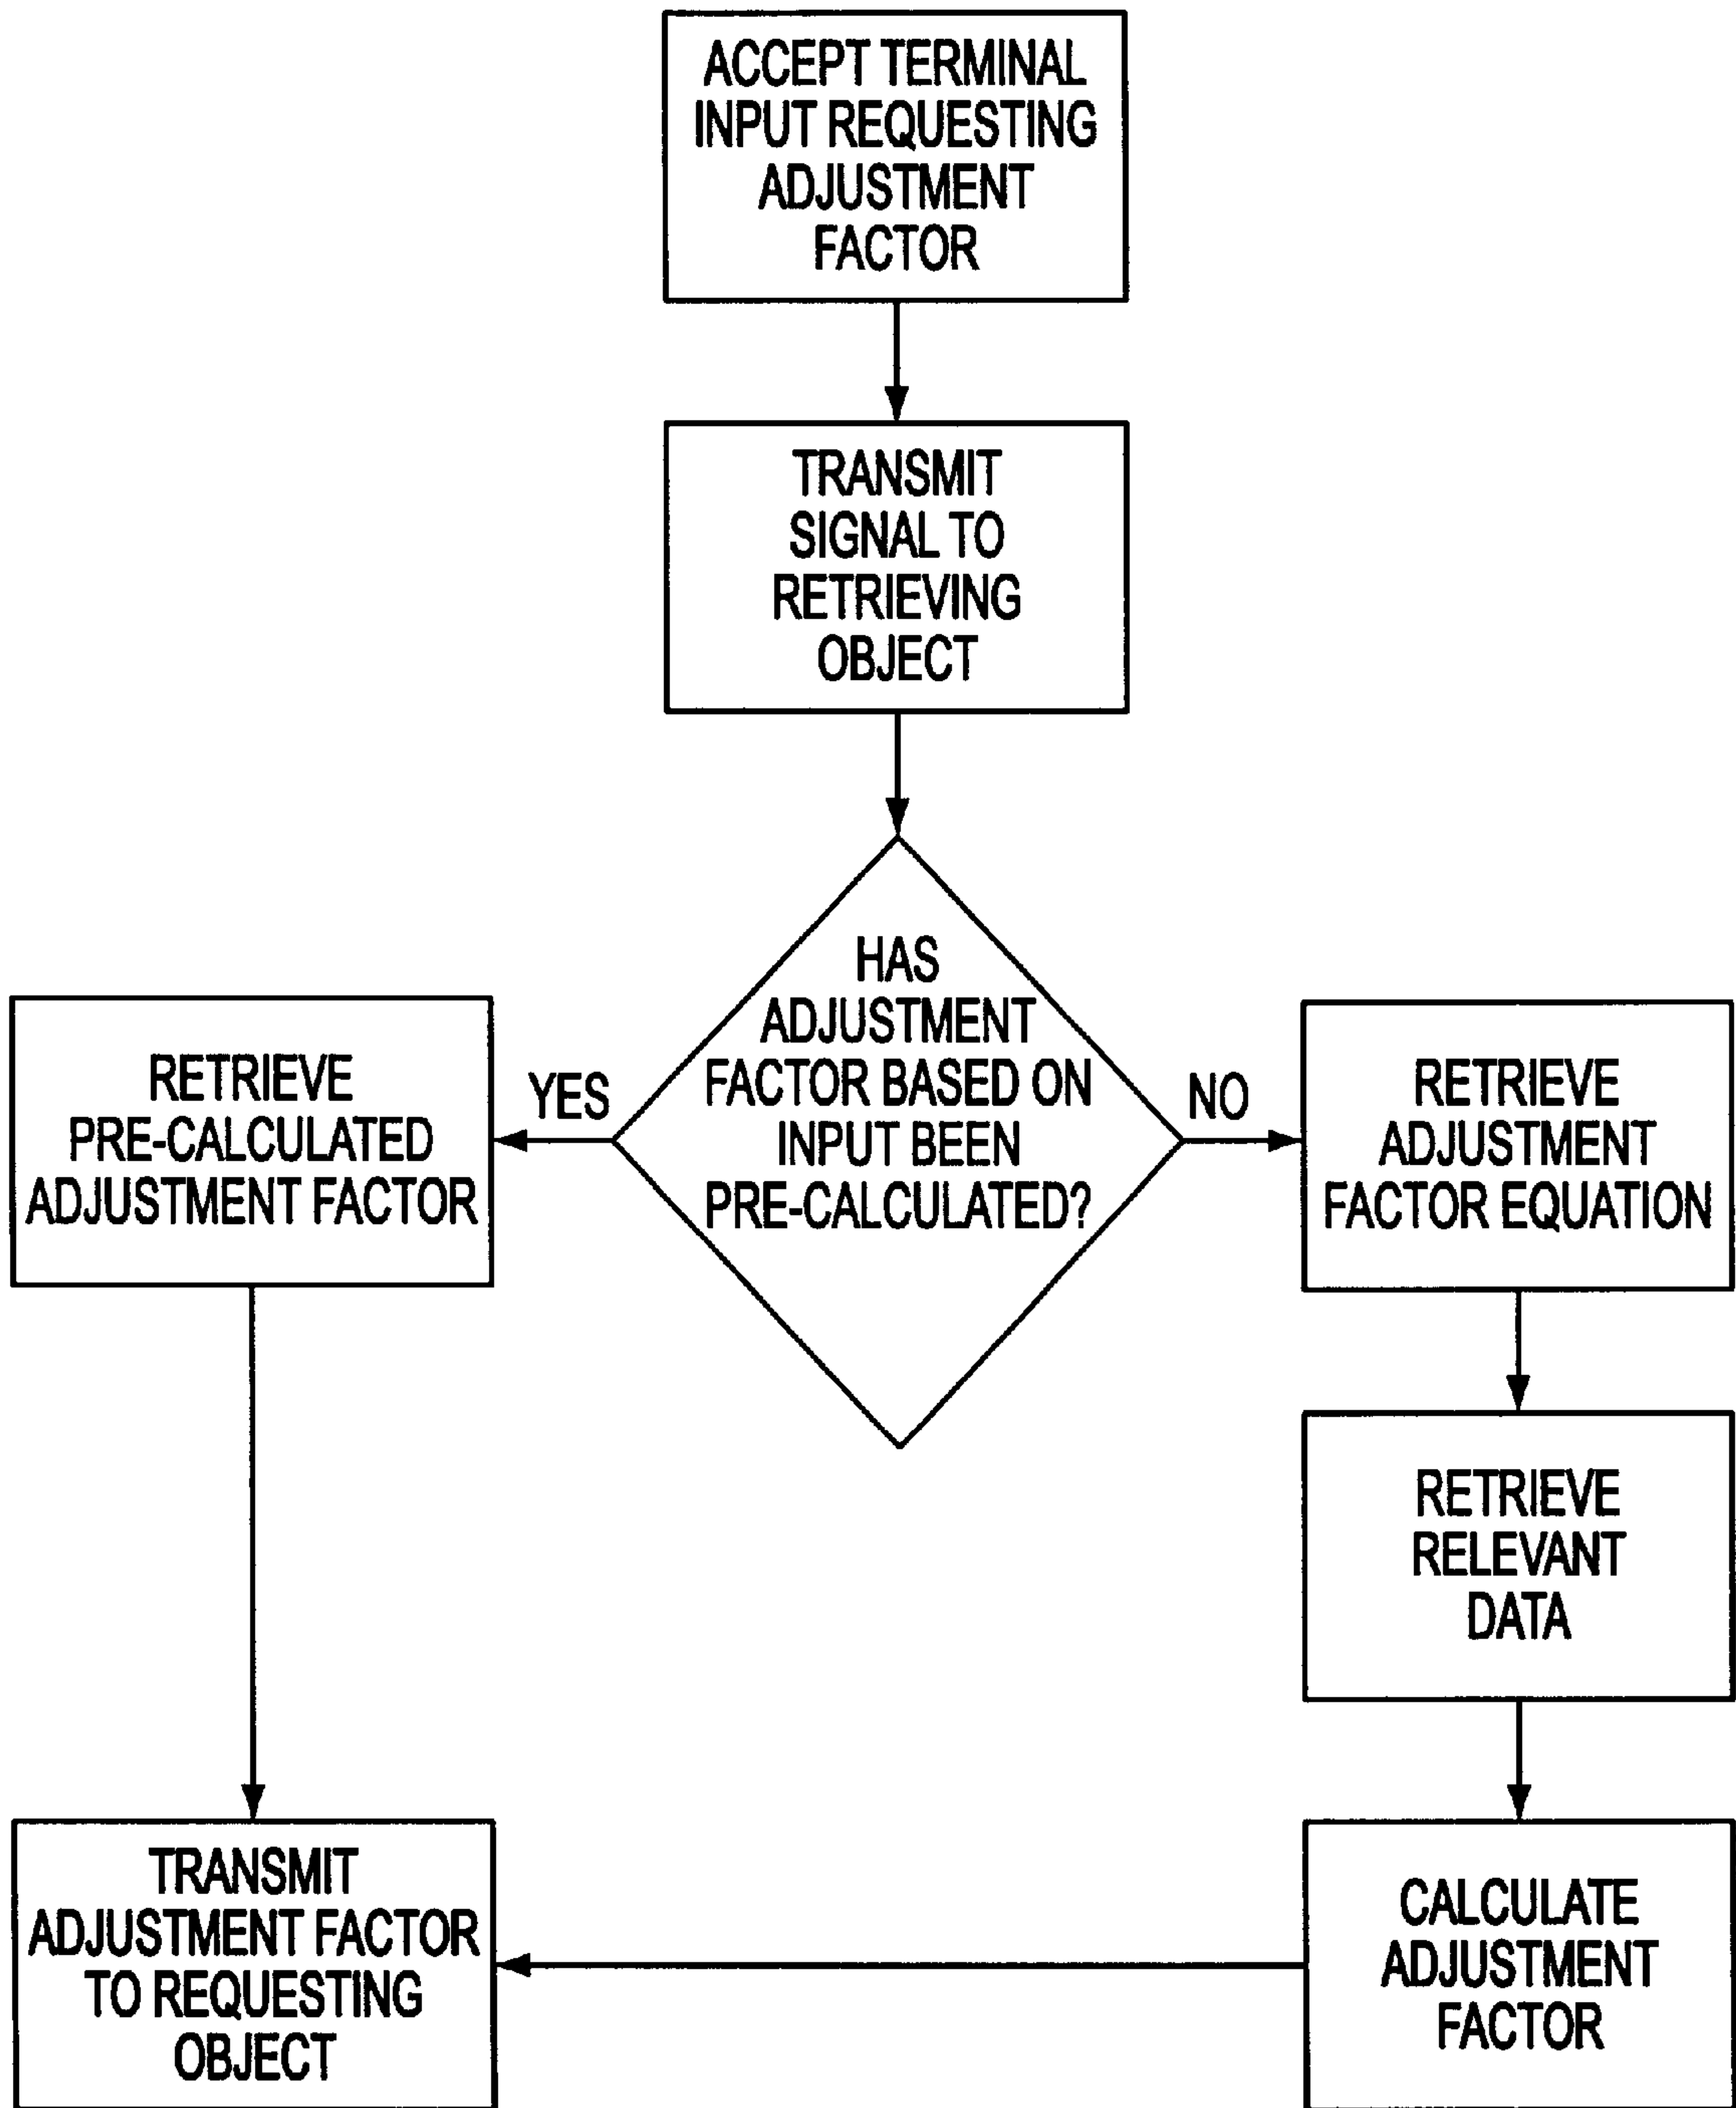 ACCEPT TERMINAL
INPUT REQUESTING
ADJUSTMENT
FACTOR
TRANSMIT
SIGNAL TO
RETRIEVING
OBJECT
HAS
ADJUSTMENT
FACTOR BASED ON
INPUT BEEN
PRE-CALCULATED?
YES
NO
RETRIEVE
PRE-CALCULATED
ADJUSTMENT FACTOR
RETRIEVE
ADJUSTMENT
FACTOR EQUATION
RETRIEVE
RELEVANT
DATA
TRANSMIT
ADJUSTMENT FACTOR
TO REQUESTING
OBJECT
CALCULATE
ADJUSTMENT
FACTOR